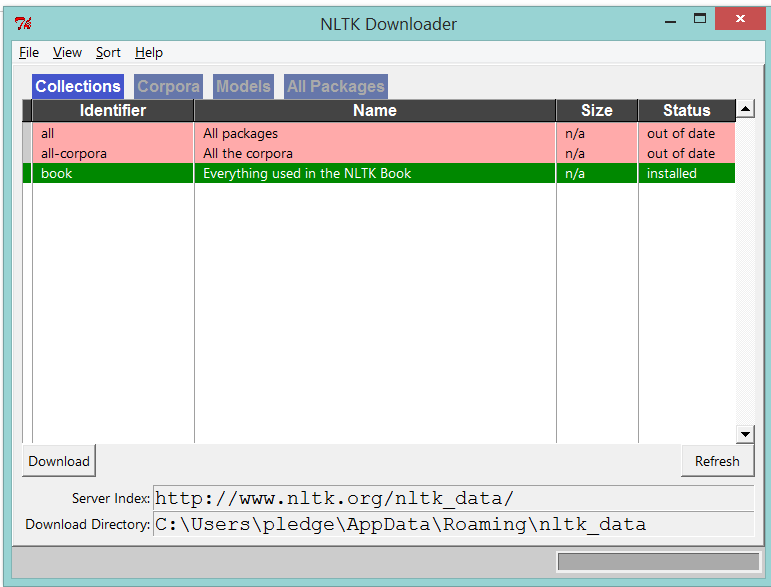 NLTK Downloader
File View Sort Help
Collections Corpora Models All Packages
Identifier Name Size Status
all All packages n/a out of date
all-corpora All the corpora n/a out of date
book Everything used in the NLTK Book n/a installed
Download Refresh
Server Index: http://www.nltk.org/nltk_data/
Download Directory: C:\Users\pledge\AppData\Roaming\nltk_data